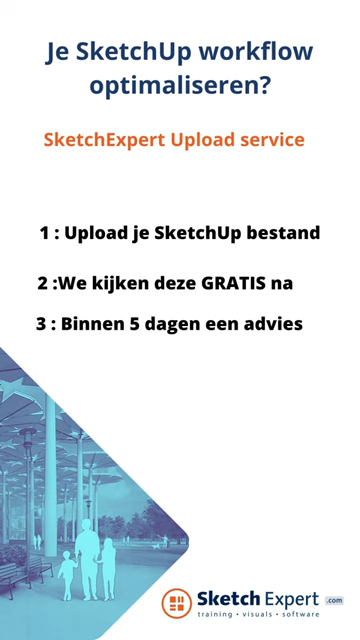 Je SketchUp workflow
optimaliseren?
SketchExpert Upload service
1 : Upload je SketchUp bestand
2 :We kijken deze GRATIS na
3 : Binnen 5 dagen een advies
Sketch Expert .com
training • visuals • software